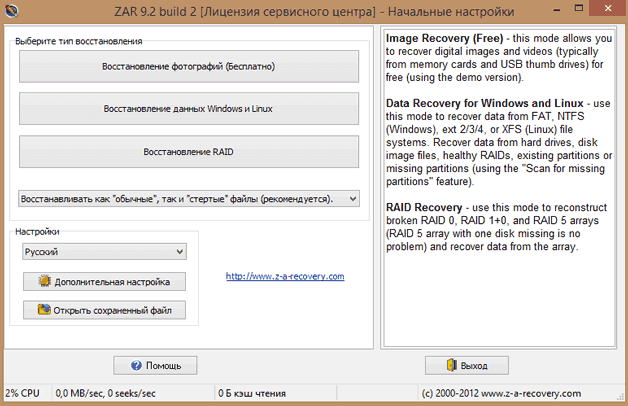 ZAR 9.2 build 2 [Лицензия сервисного центра] - Начальные настройки
Выберите тип восстановления
Восстановление фотографий (Бесплатно)
Восстановление данных Windows и Linux
Восстановление RAID
Восстанавливать как "обычные", так и "стертые" файлы (рекомендуется).
Настройки
Русский
Дополнительная настройка
Открыть сохраненный файл
http://www.z-a-recovery.com
Image Recovery (Free) - this mode allows you
to recover digital images and videos (typically
from memory cards and USB thumb drives) for
free (using the demo version).
Data Recovery for Windows and Linux - use
this mode to recover data from FAT, NTFS
(Windows), ext 2/3/4, or XFS (Linux) file
systems. Recover data from hard drives, disk
image files, healthy RAIDs, existing partitions or
missing partitions (using the "Scan for missing
partitions" feature).
RAID Recovery - use this mode to reconstruct
broken RAID 0, RAID 1+0, and RAID 5 arrays
(RAID 5 array with one disk missing is no
problem) and recover data from the array.
Помощь
Выход
2% CPU
0,0 MB/sec, 0 seeks/sec
0 Б кэш чтения
(c) 2000-2012 www.z-a-recovery.com